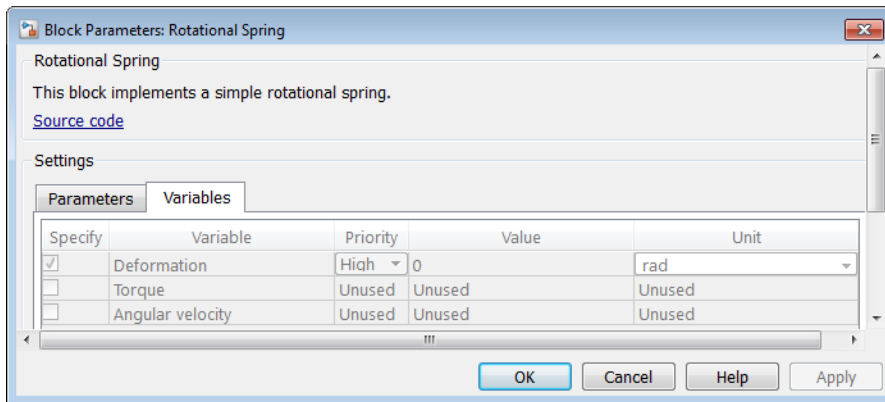 Block Parameters: Rotational Spring
Rotational Spring
This block implements a simple rotational spring.
Source code
Settings
Parameters Variables
Specify Variable Priority Value Unit
Deformation High 0 rad
Torque Unused Unused Unused
Angular velocity Unused Unused Unused
OK Cancel Help Apply